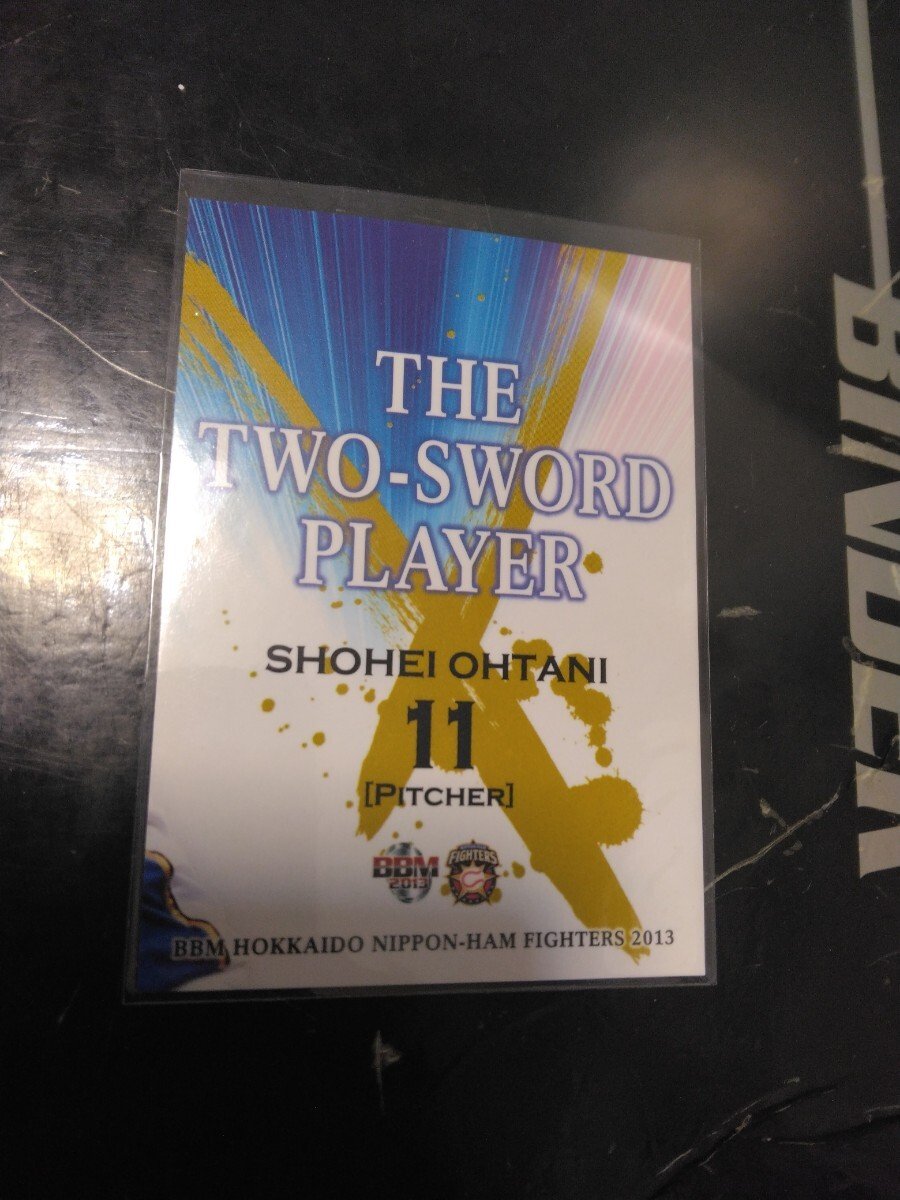 THE
TWO-SWORD
PLAYER
SHOHEI OHTANI
11
[PITCHER]
BBM
2013
FIGHTERS
BBM HOKKAIDO NIPPON-HAM FIGHTERS 2013
BINDER